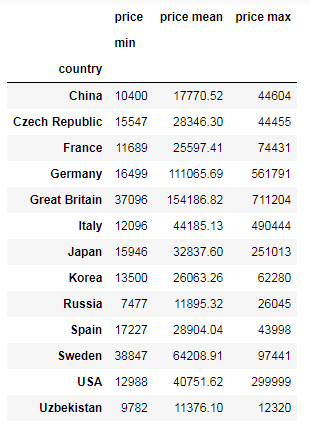 price price mean price max
min
country
China 10400 17770.52 44604
Czech Republic 15547 28346.30 44455
France 11689 25597.41 74431
Germany 16499 111065.69 561791
Great Britain 37096 154186.82 711204
Italy 12096 44185.13 490444
Japan 15946 32837.60 251013
Korea 13500 26063.26 62280
Russia 7477 11895.32 26045
Spain 17227 28904.04 43998
Sweden 38847 64208.91 97441
USA 12988 40751.62 299999
Uzbekistan 9782 11376.10 12320